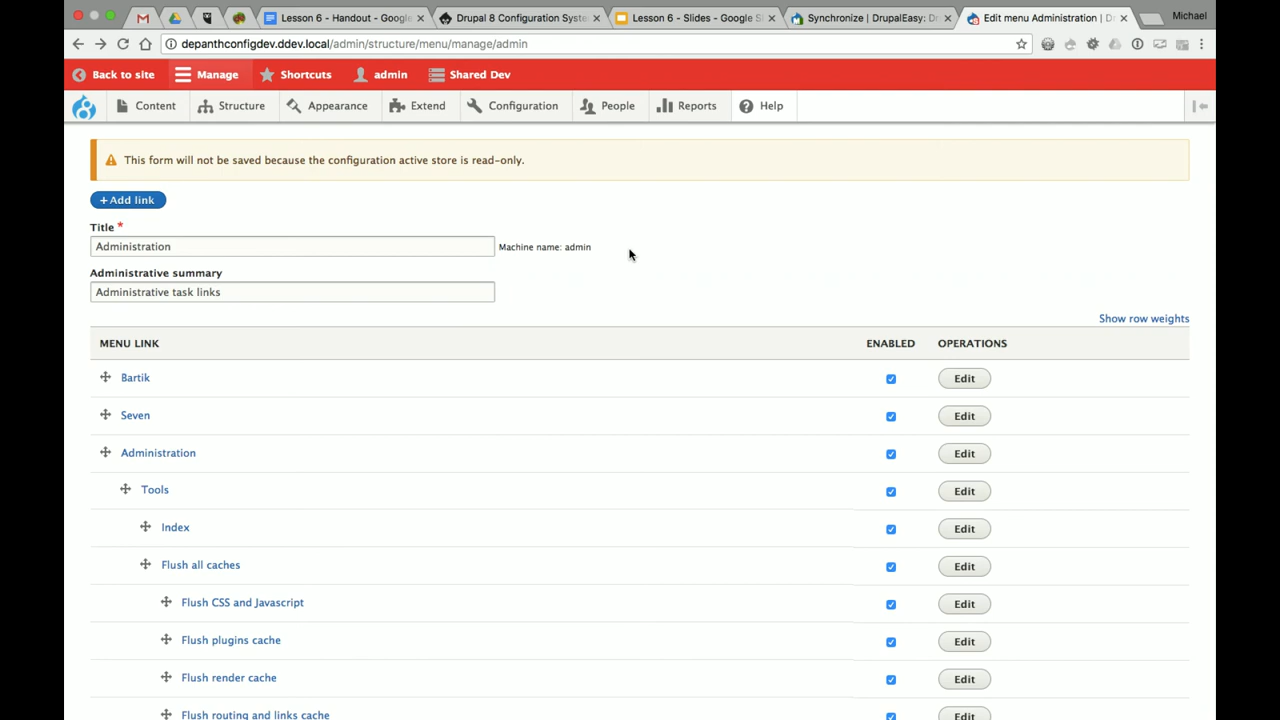 Lesson 6 - Handout - Google
Drupal 8 Configuration Syste
Lesson 6 - Slides - Google Sl
Synchronize | DrupalEasy: Dr
Edit menu Administration | Dr
Michael
depanthconfigdev.ddev.local/admin/structure/menu/manage/admin
Back to site
Manage
Shortcuts
admin
Shared Dev
Content
Structure
Appearance
Extend
Configuration
People
Reports
Help
This form will not be saved because the configuration active store is read-only.
+ Add link
Title *
Administration
Machine name: admin
Administrative summary
Administrative task links
Show row weights
MENU LINK ENABLED OPERATIONS
Bartik Edit
Seven Edit
Administration Edit
Tools Edit
Index Edit
Flush all caches Edit
Flush CSS and Javascript Edit
Flush plugins cache Edit
Flush render cache Edit
Flush routing and links cache Edit